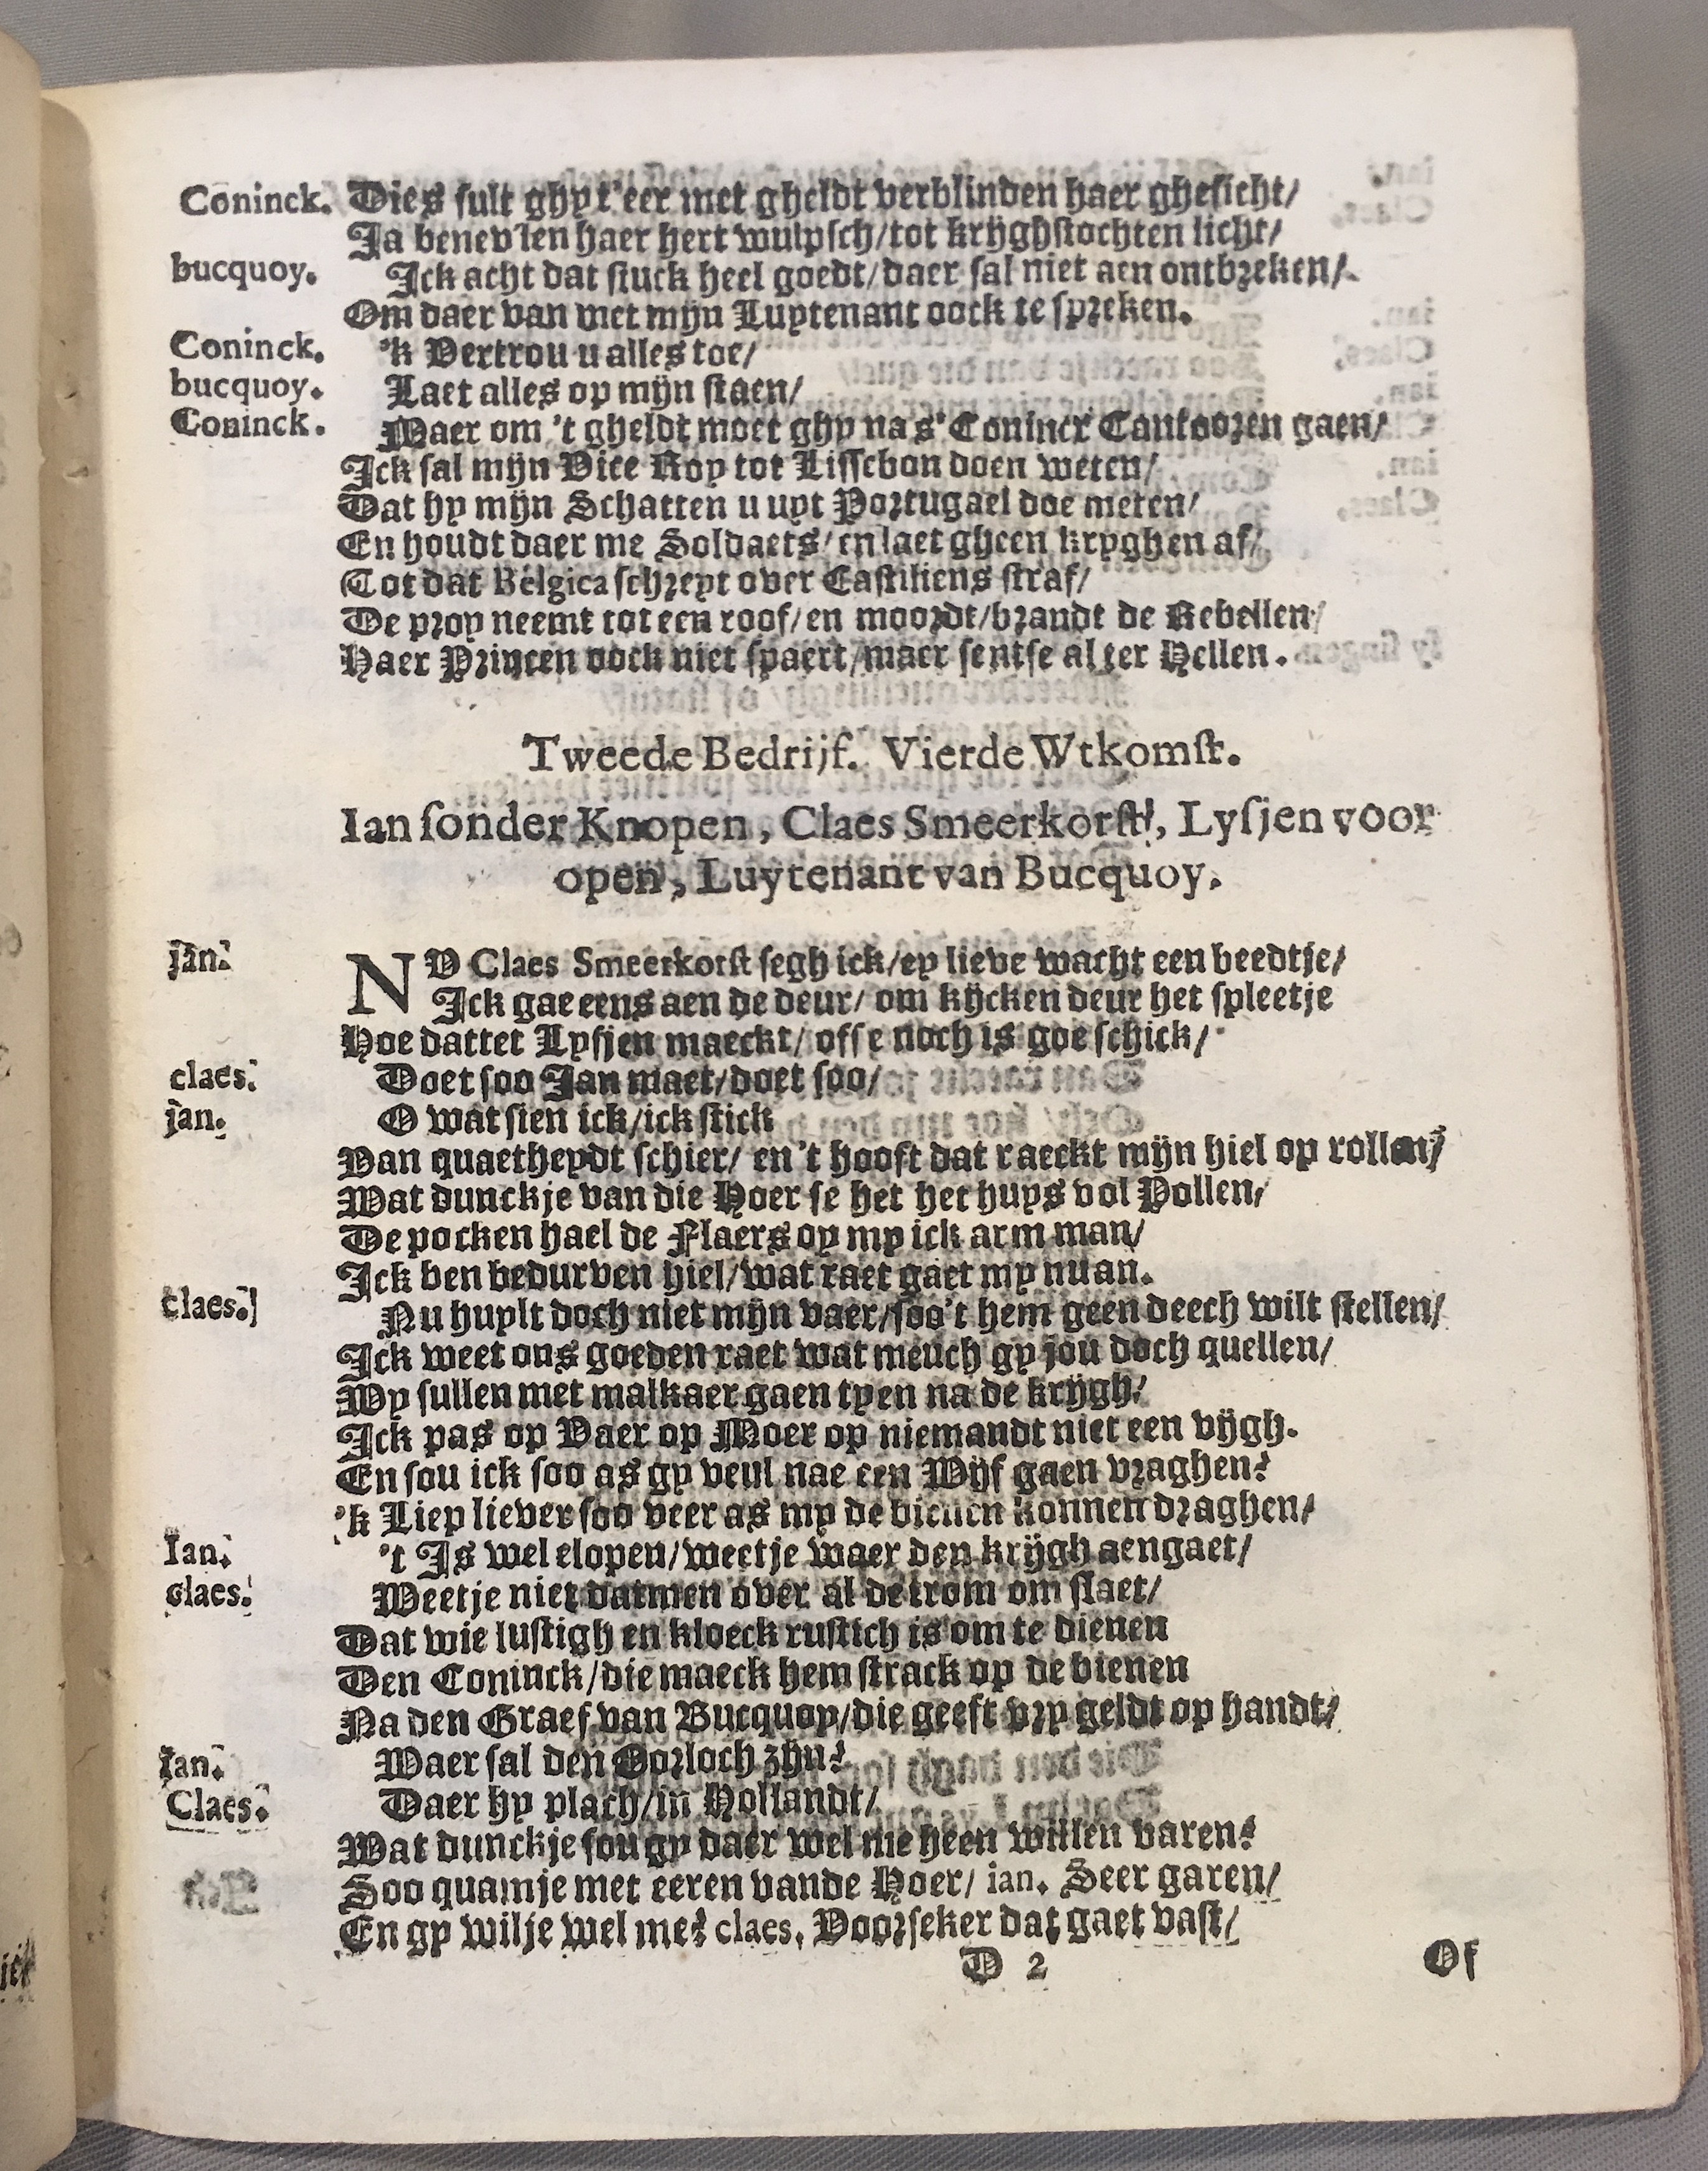 Coninck. Dies sult ghy t'eer met gheldt verblinden haer ghesicht/
Ja benev'len haer hert wulpsch/tot krijghstochten licht/
bucquoy. Ick acht dat stuck heel goedt/daer sal niet aen ontbreken/
Om daer van met mijn Luytenant oock te spreken.
Coninck. 'k Vertrou u alles toe/
bucquoy. Laet alles op mijn staen/
Coninck. Maer om 't gheldt moet ghy na s' Coninckx Cantooren gaen/
Ick sal mijn Vice Roy tot Lissebon doen weten/
Dat hy mijn Schatten u uyt Portugael doe meten/
En houdt daer me Soldaets/en laet gheen kryghen af/
Tot dat Belgica schreyt over Castiliens straf/
De proy neemt tot een roof/en moordt/brandt de Rebellen/
Haer Princen oock niet spaert/maer sentse al ter Hellen.
Tweede Bedrijf. Vierde Wtkomst.
Ian sonder Knopen, Claes Smeerkorst, Lysjen voor
open, Luytenant van Bucquoy.
jan. NU Claes Smeerkorst segh ick/ey lieve wacht een beedtje/
Ick gae eens aen de deur/ om kijcken deur het spleetje
Hoe dattet Lysjen maeckt/ ofse noch is goe schick/
claes. Doet soo Jan maet/doet soo/
jan. O wat sien ick/ick stick
Van quaetheydt schier/ en 't hooft dat raeckt mijn hiel op rollen/
Wat dunckje van die Hoer se het het huys vol Pollen/
De pocken hael de Flaers oy my ick arm man/
Ick ben bedurven hiel/wat raet gaet my nu an.
claes. Nu huylt doch niet mijn vaer/soo't hem geen deech wilt stellen/
Ick weet ons goeden raet wat meuch gy jou doch quellen/
Wy sullen met malkaer gaen tyen na de krijgh/
Ick pas op Vaer op Moer op niemandt niet een vijgh.
En sou ick soo as gy veul nae een Wijf gaen vraghen?
'k Liep liever soo veer as my de bienen konnen draghen/
Ian. 't Is wel elopen/weetje waer den krijgh aengaet/
claes. Weetje niet datmen over al de trom om slaet/
Dat wie lustigh en kloeck rustich is om te dienen
Den Coninck/die maeck hem strack op de bienen
Na den Graef van Bucquoy/die geeft vry geldt op handt/
Ian. Waer sal den Oorloch zijn?
Claes. Daer hy plach/in Hollandt/
Wat dunckje sou gy daer wel me heen willen varen?
Soo quamje met eeren vande Hoer/ ian. Seer garen/
En gy wilje wel me? claes. Voorseker dat gaet vast/
D 2 Of